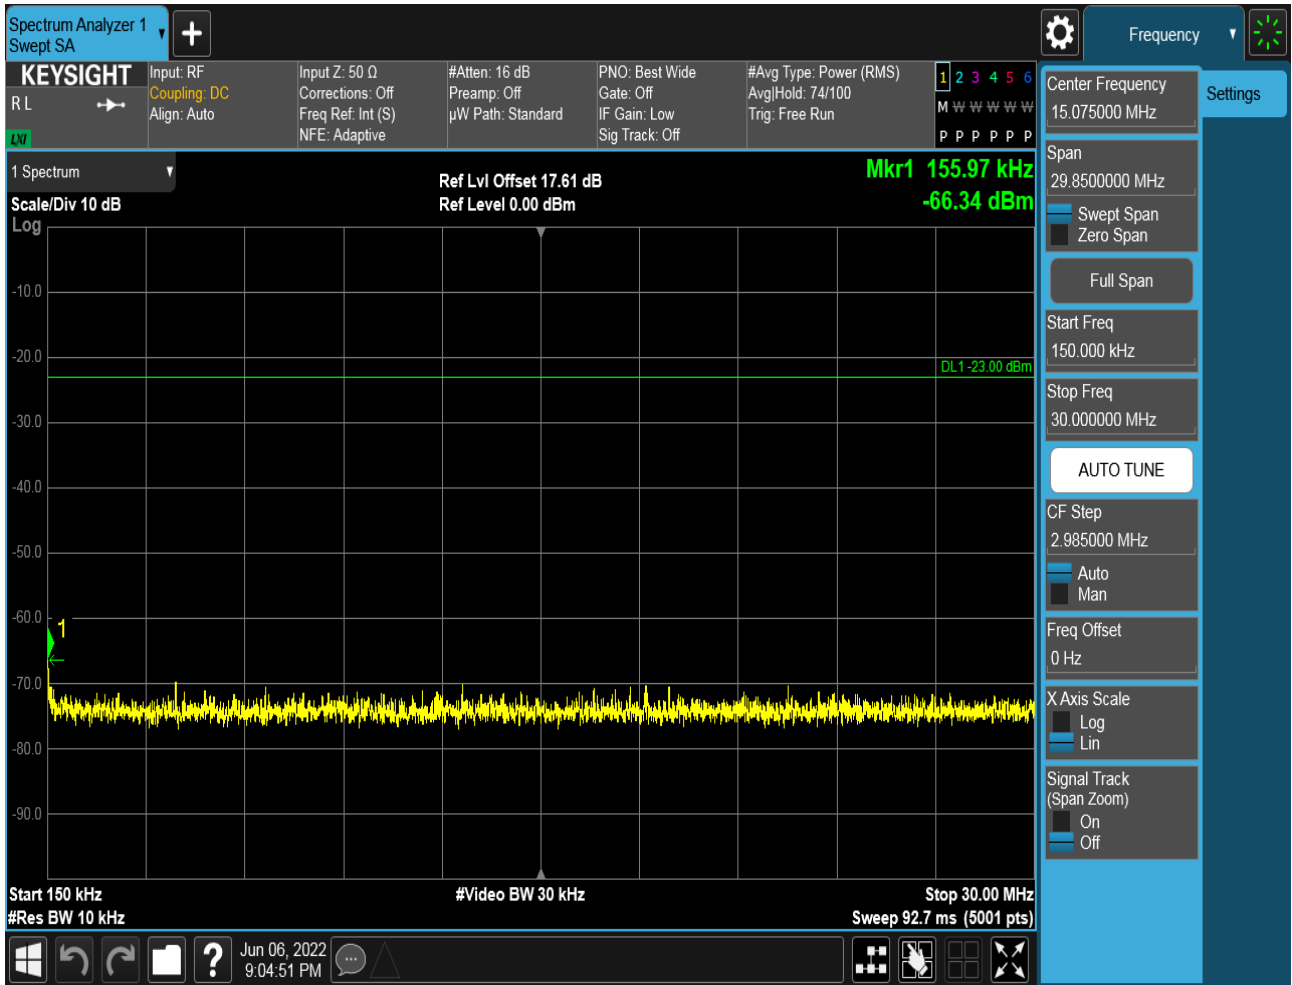 Spectrum Analyzer 1
Swept SA
+
Frequency
KEYSIGHT
R L
LXI
Input: RF
Coupling: DC
Align: Auto
Input Z: 50 Ω
Corrections: Off
Freq Ref: Int (S)
NFE: Adaptive
#Atten: 16 dB
Preamp: Off
µW Path: Standard
PNO: Best Wide
Gate: Off
IF Gain: Low
Sig Track: Off
#Avg Type: Power (RMS)
Avg|Hold: 74/100
Trig: Free Run
1 2 3 4 5 6
M W W W W W
P P P P P P
1 Spectrum
Scale/Div 10 dB
Log
Ref Lvl Offset 17.61 dB
Ref Level 0.00 dBm
Mkr1 155.97 kHz
-66.34 dBm
-10.0
-20.0
DL1 -23.00 dBm
-30.0
-40.0
-50.0
-60.0
1
-70.0
-80.0
-90.0
Start 150 kHz
#Res BW 10 kHz
#Video BW 30 kHz
Stop 30.00 MHz
Sweep 92.7 ms (5001 pts)
?
Jun 06, 2022
9:04:51 PM
Center Frequency
15.075000 MHz
Settings
Span
29.8500000 MHz
Swept Span
Zero Span
Full Span
Start Freq
150.000 kHz
Stop Freq
30.000000 MHz
AUTO TUNE
CF Step
2.985000 MHz
Auto
Man
Freq Offset
0 Hz
X Axis Scale
Log
Lin
Signal Track
(Span Zoom)
On
Off